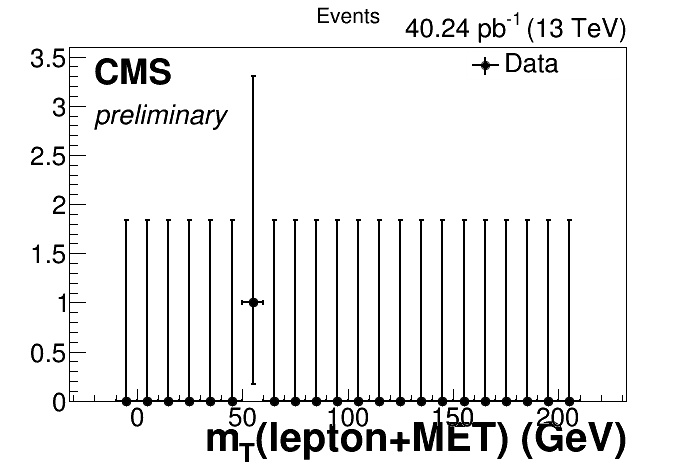 Events
40.24 pb-1 (13 TeV)
CMS
preliminary
Data
3.5
3
2.5
2
1.5
1
0.5
0
0 50 100 150 200
mT(lepton+MET) (GeV)